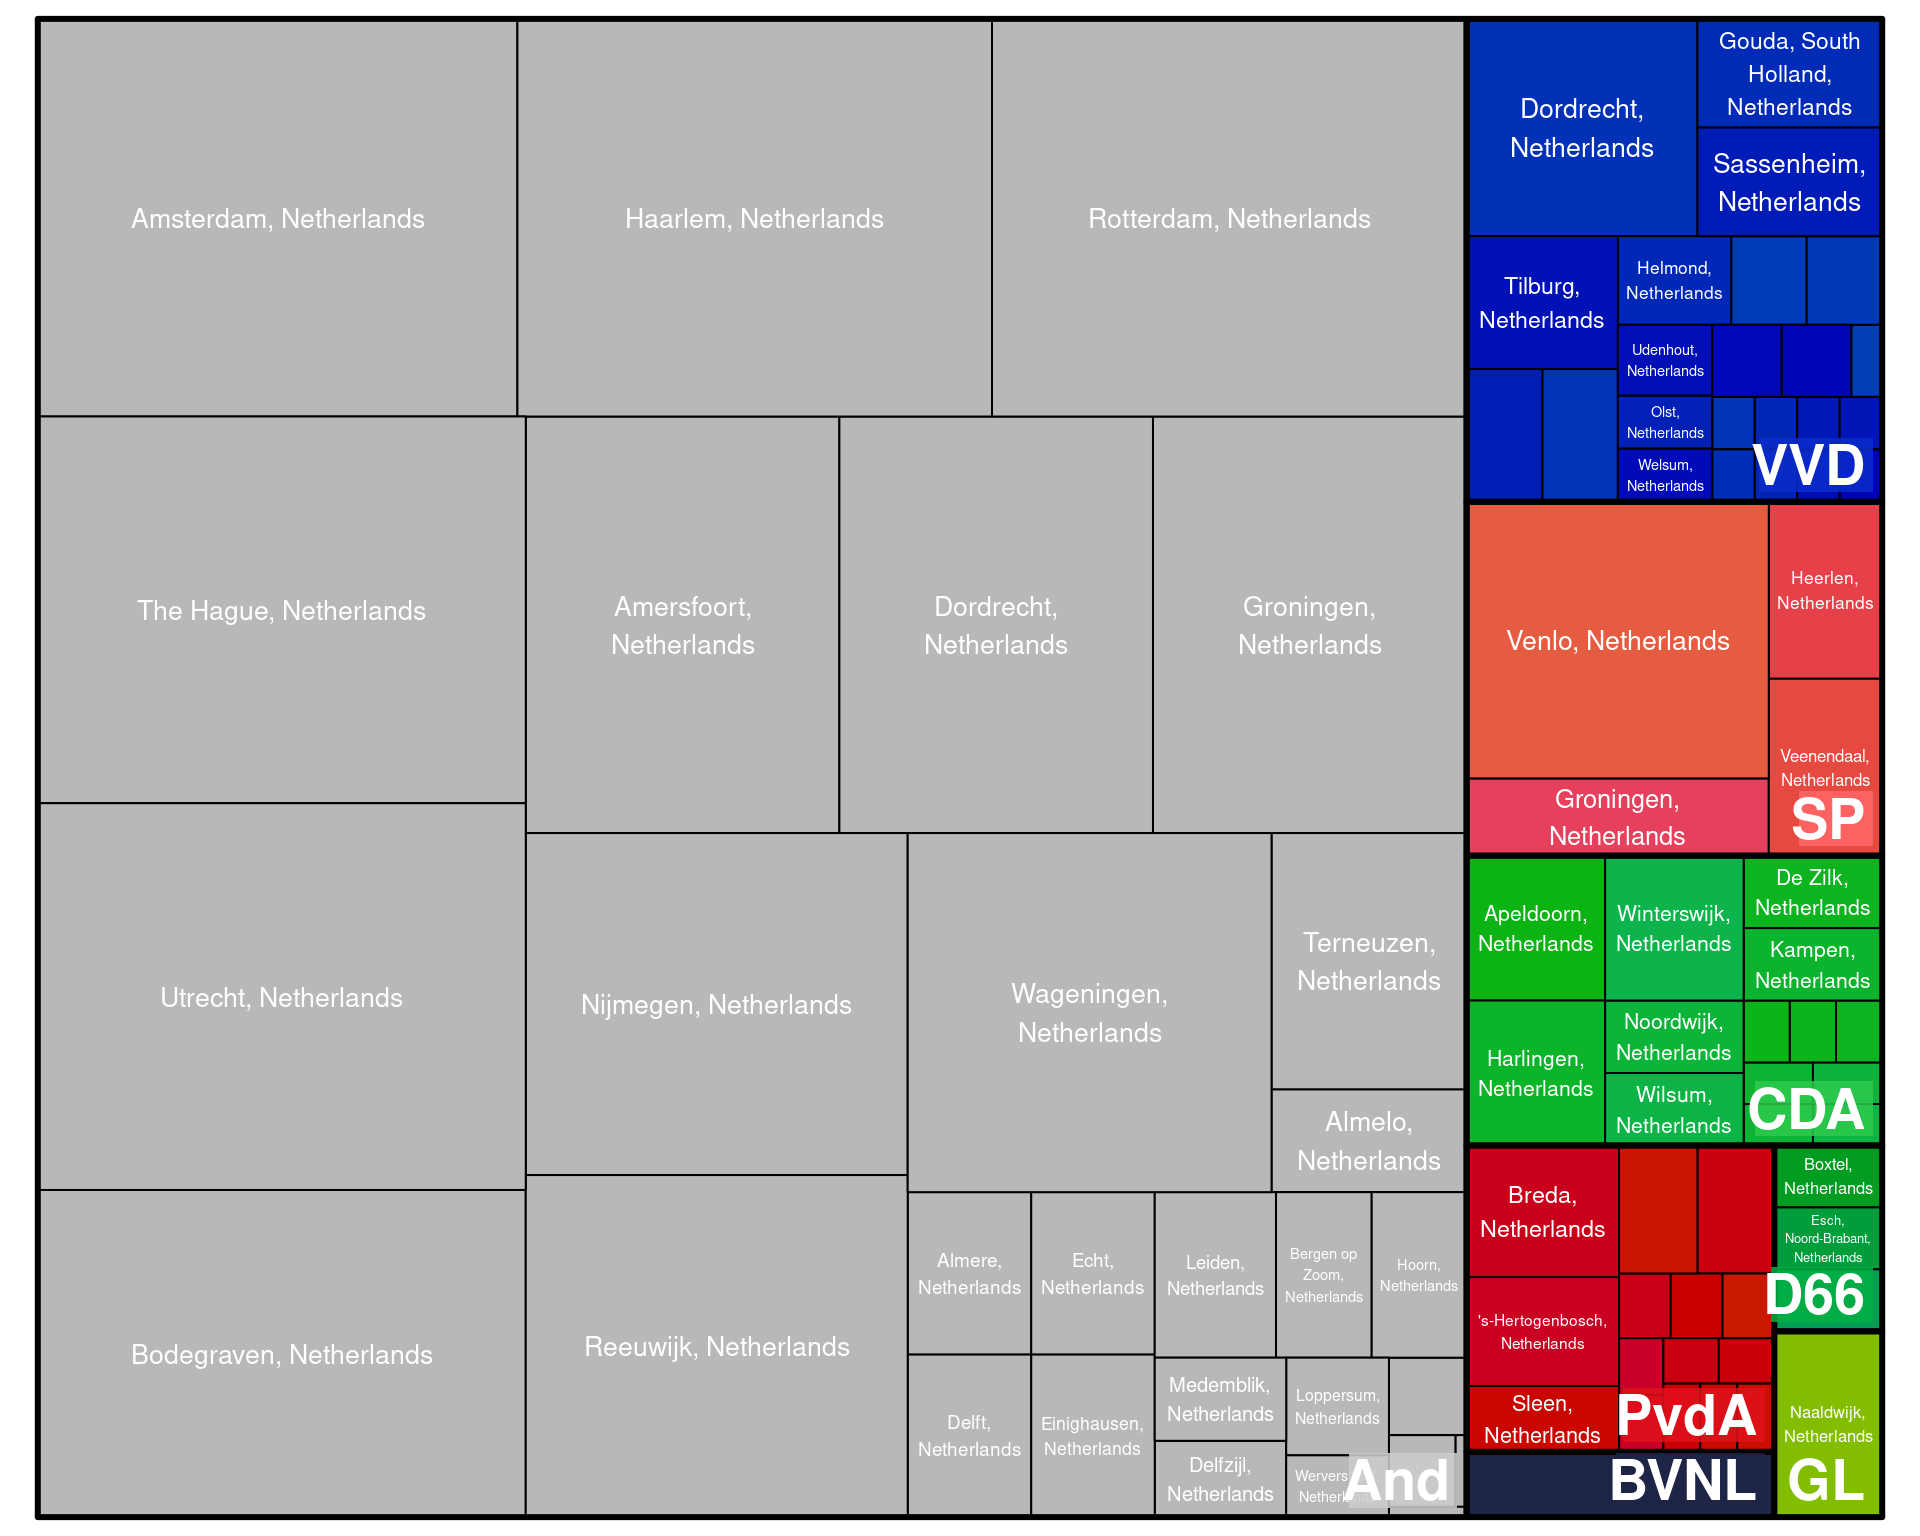 Amsterdam, Netherlands
Haarlem, Netherlands
Rotterdam, Netherlands
The Hague, Netherlands
Amersfoort,
Netherlands
Dordrecht,
Netherlands
Groningen,
Netherlands
Utrecht, Netherlands
Nijmegen, Netherlands
Wageningen,
Netherlands
Terneuzen,
Netherlands
Almelo,
Netherlands
Bodegraven, Netherlands
Reeuwijk, Netherlands
Almere,
Netherlands
Echt,
Netherlands
Leiden,
Netherlands
Bergen op
Zoom,
Netherlands
Hoorn,
Netherlands
Delft,
Netherlands
Einighausen,
Netherlands
Medemblik,
Netherlands
Loppersum,
Netherlands
Delfzijl,
Netherlands
And
Dordrecht,
Netherlands
Gouda, South
Holland,
Netherlands
Sassenheim,
Netherlands
Tilburg,
Netherlands
Helmond,
Netherlands
Udenhout,
Netherlands
Olst,
Netherlands
Welsum,
Netherlands
VVD
Venlo, Netherlands
Heerlen,
Netherlands
Veenendaal,
Netherlands
Groningen,
Netherlands
SP
Apeldoorn,
Netherlands
Winterswijk,
Netherlands
De Zilk,
Netherlands
Kampen,
Netherlands
Harlingen,
Netherlands
Noordwijk,
Netherlands
Wilsum,
Netherlands
CDA
Breda,
Netherlands
's-Hertogenbosch,
Netherlands
Sleen,
Netherlands
PvdA
Boxtel,
Netherlands
Esch,
Noord-Brabant,
Netherlands
D66
Naaldwijk,
Netherlands
GL
BVNL